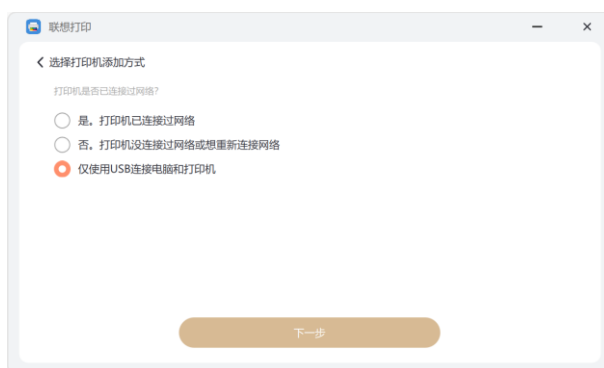 联想打印
选择打印机添加方式
打印机是否已连接过网络?
是。打印机已连接过网络
否。打印机没连接过网络或想重新连接网络
仅使用USB连接电脑和打印机
下一步